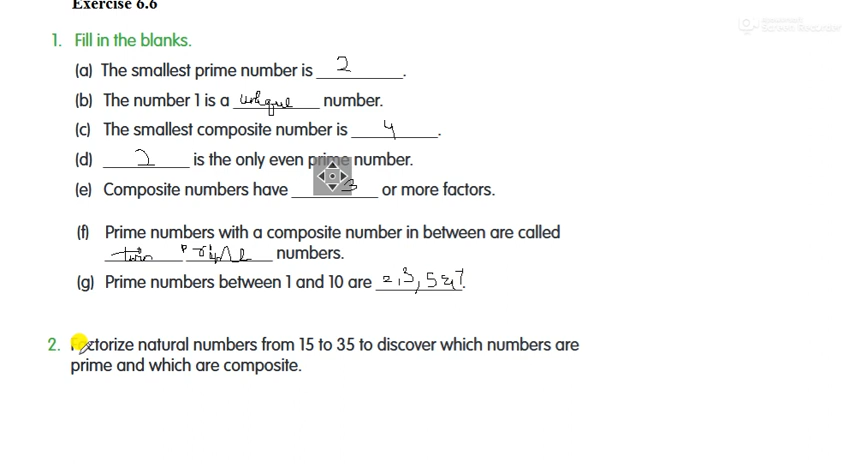 Exercise 6.6
Screen Recorder
1. Fill in the blanks.
(a) The smallest prime number is 2.
(b) The number 1 is a unique number.
(c) The smallest composite number is 4.
(d) 2 is the only even prime number.
(e) Composite numbers have 3 or more factors.
(f) Prime numbers with a composite number in between are called
twin prime numbers.
(g) Prime numbers between 1 and 10 are 2,3,5 & 7.
2. Factorize natural numbers from 15 to 35 to discover which numbers are
prime and which are composite.